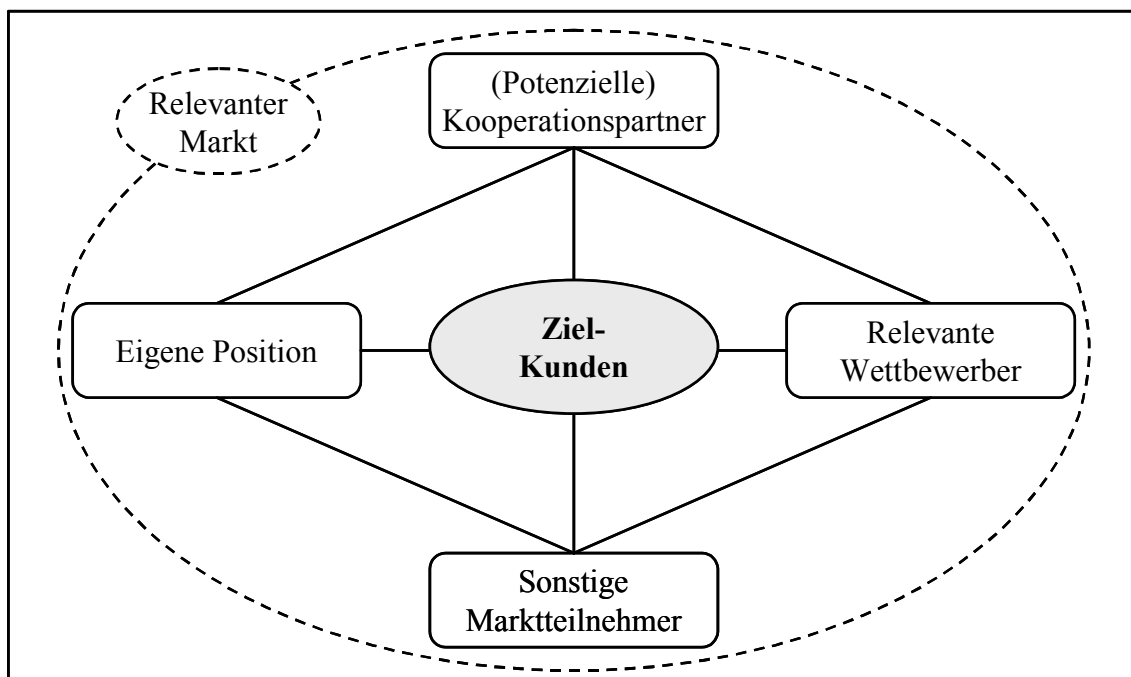 (Potenzielle)
Kooperationspartner
Relevanter
Markt
Eigene Position
Ziel-
Kunden
Relevante
Wettbewerber
Sonstige
Marktteilnehmer